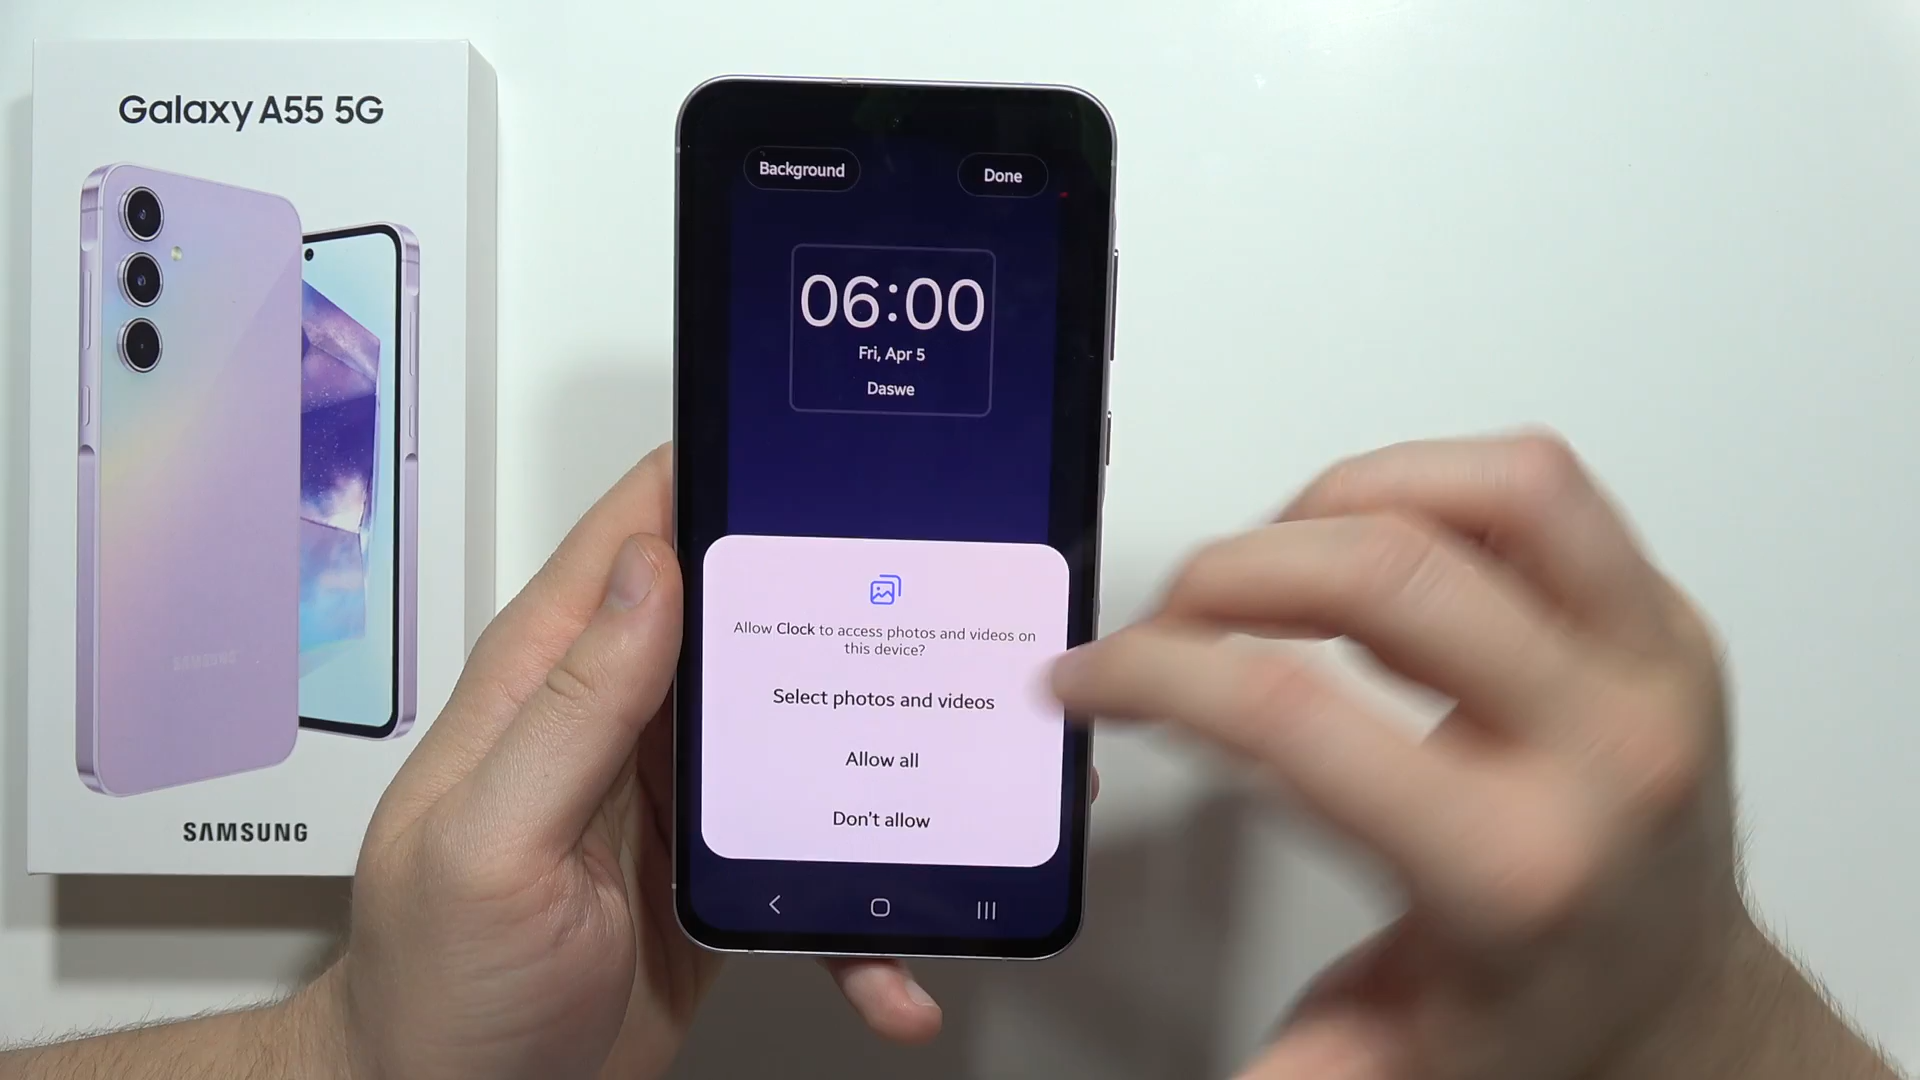 Galaxy A55 5G
SAMSUNG
SAMSUNG
Background
Done
06:00
Fri, Apr 5
Daswe
Allow Clock to access photos and videos on
this device?
Select photos and videos
Allow all
Don't allow